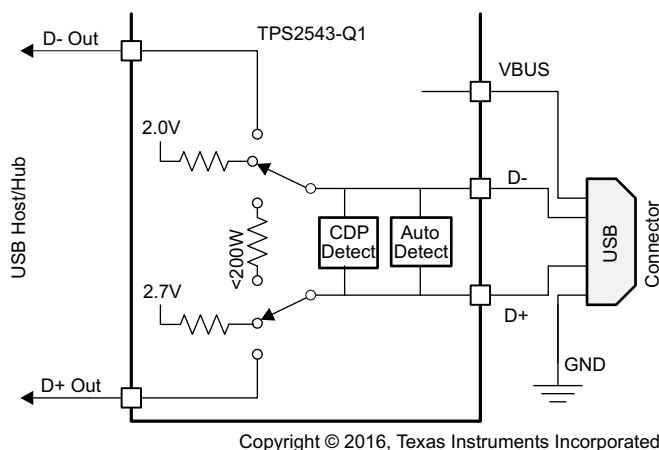 TPS2543-Q1
D- Out
VBUS
2.0V
D-
USB Host/Hub
CDP
Detect
Auto
Detect
<200W
USB
Connector
2.7V
D+
GND
D+ Out
Copyright © 2016, Texas Instruments Incorporated